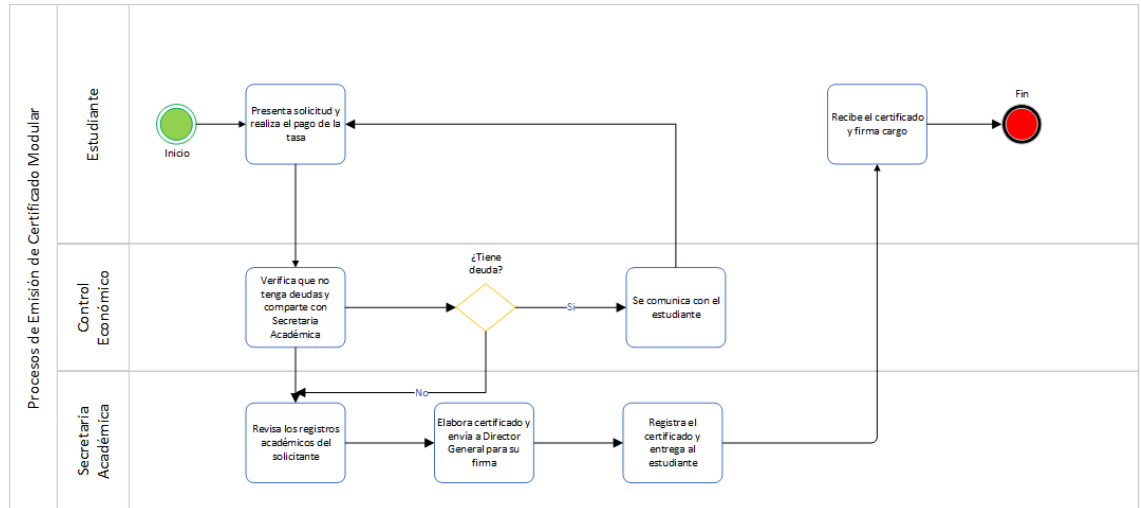 Procesos de Emisión de Certificado Modular
Estudiante
Inicio
Presenta solicitud y
realiza el pago de la
tasa
Recibe el certificado
y firma cargo
Fin
Control
Económico
Verifica que no
tenga deudas y
comparte con
Secretaria
Académica
¿Tiene
deuda?
Si
Se comunica con el
estudiante
No
Secretaria
Académica
Revisa los registros
académicos del
solicitante
Elabora certificado y
envía a Director
General para su
firma
Registra el
certificado y
entrega al
estudiante